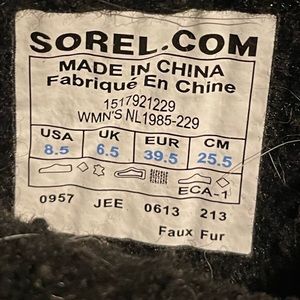 SOREL.COM
MADE IN CHINA
Fabriqué En Chine
1517921229
WMN'S NL1985-229
USA UK EUR CM
8.5 6.5 39.5 25.5
ECA-1
0957 JEE 0613 213
Faux Fur